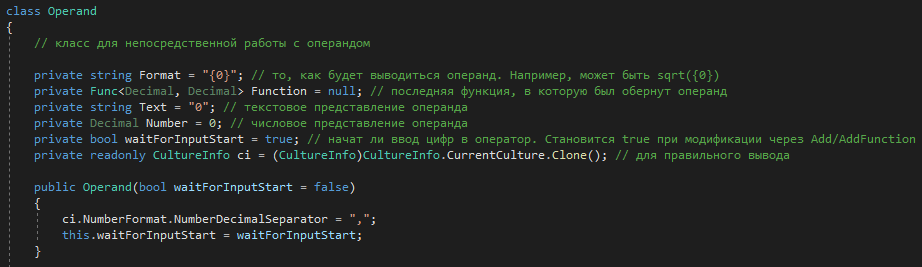 class Operand
{
// класс для непосредственной работы с операндом
private string Format = "{0}"; // то, как будет выводиться операнд. Например, может быть sqrt({0})
private Func<Decimal, Decimal> Function = null; // последняя функция, в которую был обернут операнд
private string Text = "0"; // текстовое представление операнда
private Decimal Number = 0; // числовое представление операнда
private bool waitForInputStart = true; // начат ли ввод цифр в оператор. Становится true при модификации через Add/AddFunction
private readonly CultureInfo ci = (CultureInfo)CultureInfo.CurrentCulture.Clone(); // для правильного вывода
public Operand(bool waitForInputStart = false)
{
ci.NumberFormat.NumberDecimalSeparator = ",";
this.waitForInputStart = waitForInputStart;
}